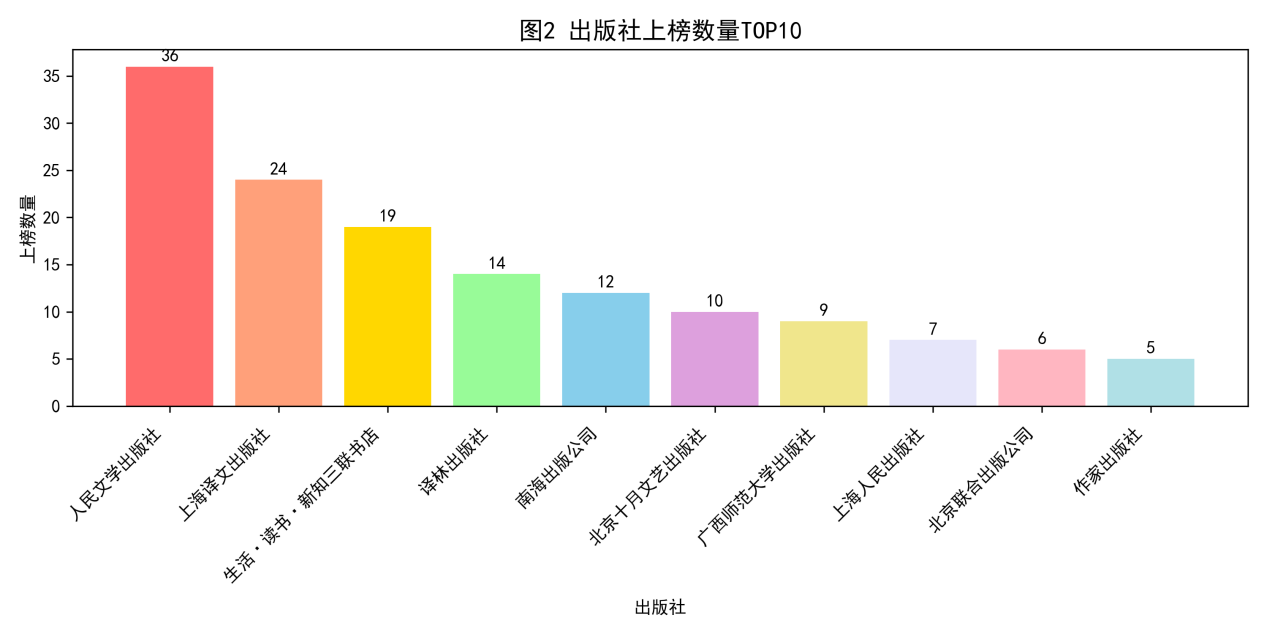 图2 出版社上榜数量TOP10
上榜数量
35
30
25
20
15
10
5
0
36
24
19
14
12
10
9
7
6
5
人民文学出版社
上海译文出版社
生活·读书·新知三联书店
译林出版社
南海出版公司
北京十月文艺出版社
广西师范大学出版社
上海人民出版社
北京联合出版公司
作家出版社
出版社